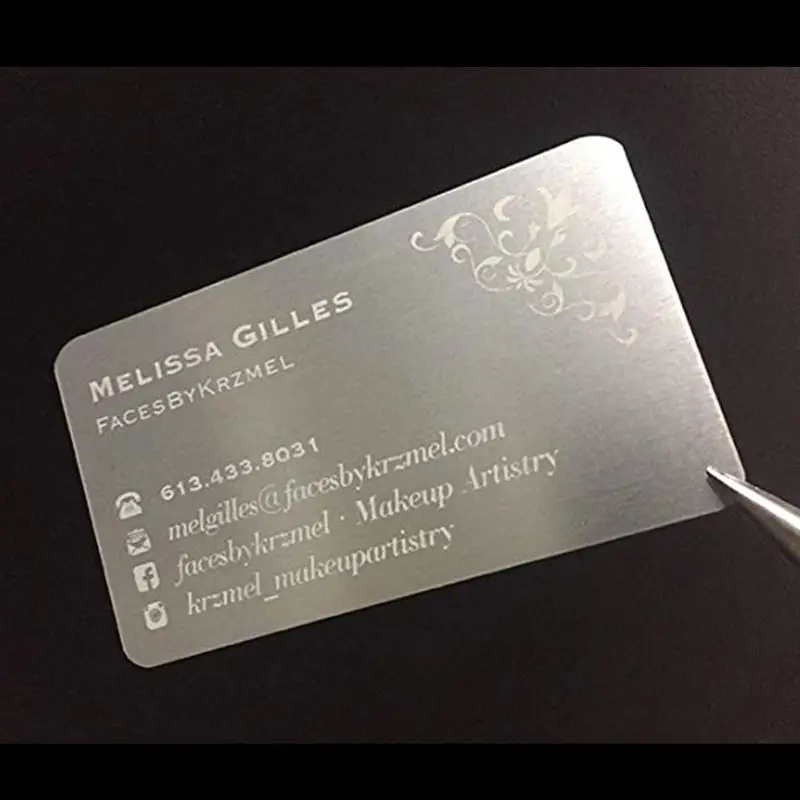 MELISSA GILLES
FACESBYKRZMEL
613.433.8031
melgilles@facesbykrzmel.com
facesbykrzmel · Makeup Artistry
krzmel_makeupartistry